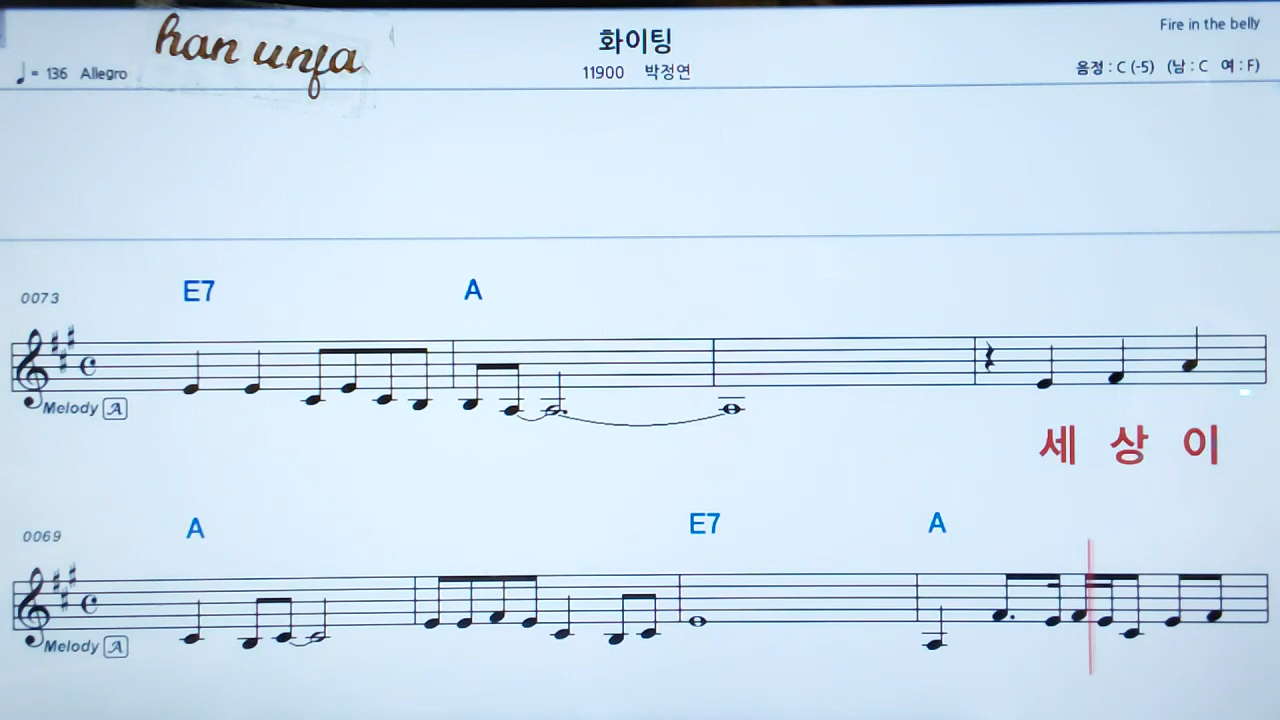 han unfa
화이팅
Fire in the belly
♩= 136 Allegro
11900 박정연
음정 : C (-5) (남 : C 여 : F)
0073
E7 A
Melody A
세 상 이
0069
A E7 A
Melody A